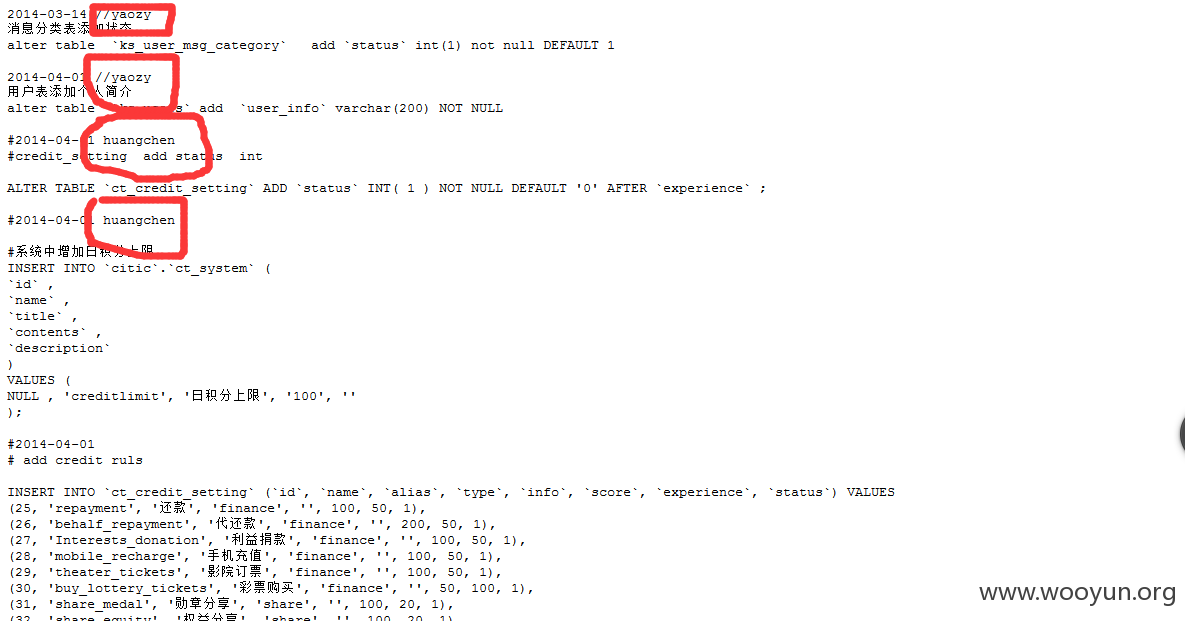 2014-03-14 //yaozy
消息分类表添加状态
alter table `ks_user_msg_category` add `status` int(1) not null DEFAULT 1
2014-04-01 //yaozy
用户表添加个人简介
alter table add `user_info` varchar(200) NOT NULL
#2014-04-01 huangchen
#credit_setting add status int
ALTER TABLE `ct_credit_setting` ADD `status` INT( 1 ) NOT NULL DEFAULT '0' AFTER `experience` ;
#2014-04-01 huangchen
#系统中增加日积分上限
INSERT INTO `citic`.`ct_system` (
`id` ,
`name` ,
`title` ,
`contents` ,
`description`
)
VALUES (
NULL , 'creditlimit', '日积分上限', '100', ''
);
#2014-04-01
# add credit ruls
INSERT INTO `ct_credit_setting` (`id`, `name`, `alias`, `type`, `info`, `score`, `experience`, `status`) VALUES
(25, 'repayment', '还款', 'finance', '', 100, 50, 1),
(26, 'behalf_repayment', '代还款', 'finance', '', 200, 50, 1),
(27, 'Interests_donation', '利益捐款', 'finance', '', 100, 50, 1),
(28, 'mobile_recharge', '手机充值', 'finance', '', 100, 50, 1),
(29, 'theater_tickets', '影院订票', 'finance', '', 100, 50, 1),
(30, 'buy_lottery_tickets', '彩票购买', 'finance', '', 50, 100, 1),
(31, 'share_medal', '勋章分享', 'share', '', 100, 20, 1),
(32, 'share_equity', '权益分享', 'share', '', 100, 20, 1),
www.wooyun.org